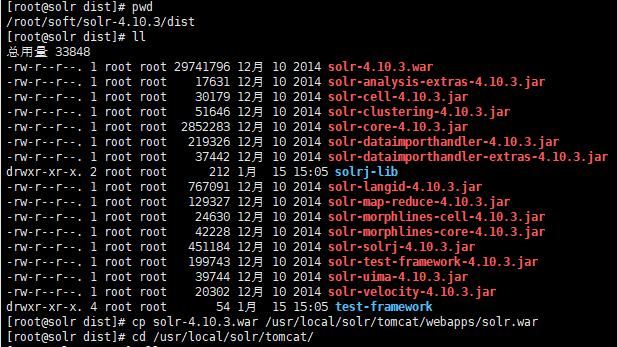 [root@solr dist]# pwd
/root/soft/solr-4.10.3/dist
[root@solr dist]# ll
总用量 33848
-rw-r--r--. 1 root root 29741796 12月 10 2014 solr-4.10.3.war
-rw-r--r--. 1 root root    17631 12月 10 2014 solr-analysis-extras-4.10.3.jar
-rw-r--r--. 1 root root    30179 12月 10 2014 solr-cell-4.10.3.jar
-rw-r--r--. 1 root root    51646 12月 10 2014 solr-clustering-4.10.3.jar
-rw-r--r--. 1 root root  2852283 12月 10 2014 solr-core-4.10.3.jar
-rw-r--r--. 1 root root   219326 12月 10 2014 solr-dataimporthandler-4.10.3.jar
-rw-r--r--. 1 root root    37442 12月 10 2014 solr-dataimporthandler-extras-4.10.3.jar
drwxr-xr-x. 2 root root      212 1月  15 15:05 solrj-lib
-rw-r--r--. 1 root root   767091 12月 10 2014 solr-langid-4.10.3.jar
-rw-r--r--. 1 root root   129327 12月 10 2014 solr-map-reduce-4.10.3.jar
-rw-r--r--. 1 root root    24630 12月 10 2014 solr-morphlines-cell-4.10.3.jar
-rw-r--r--. 1 root root    42228 12月 10 2014 solr-morphlines-core-4.10.3.jar
-rw-r--r--. 1 root root   451184 12月 10 2014 solr-solrj-4.10.3.jar
-rw-r--r--. 1 root root   199743 12月 10 2014 solr-test-framework-4.10.3.jar
-rw-r--r--. 1 root root    39744 12月 10 2014 solr-uima-4.10.3.jar
-rw-r--r--. 1 root root    20302 12月 10 2014 solr-velocity-4.10.3.jar
drwxr-xr-x. 4 root root       54 1月  15 15:05 test-framework
[root@solr dist]# cp solr-4.10.3.war /usr/local/solr/tomcat/webapps/solr.war
[root@solr dist]# cd /usr/local/solr/tomcat/